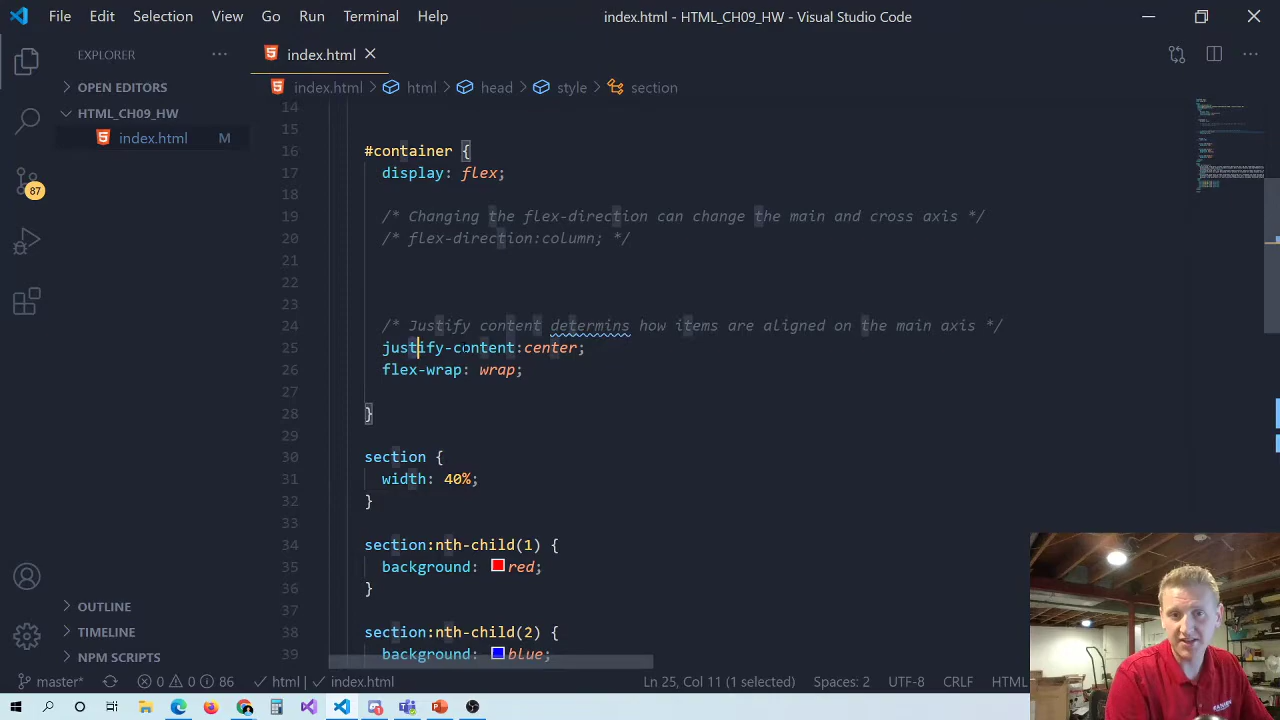 File Edit Selection View Go Run Terminal Help index.html - HTML_CH09_HW - Visual Studio Code
EXPLORER ··· index.html
OPEN EDITORS index.html > html > head > style > section
HTML_CH09_HW
index.html M
87
14
15
16 #container {
17 display: flex;
18
19 /* Changing the flex-direction can change the main and cross axis */
20 /* flex-direction:column; */
21
22
23
24 /* Justify content determins how items are aligned on the main axis */
25 justify-content:center;
26 flex-wrap: wrap;
27
28 }
29
30 section {
31 width: 40%;
32 }
33
34 section:nth-child(1) {
35 background: red;
36 }
37
38 section:nth-child(2) {
39 background: blue;
OUTLINE
TIMELINE
NPM SCRIPTS
master* 0 0 86 html index.html Ln 25, Col 11 (1 selected) Spaces: 2 UTF-8 CRLF HTML